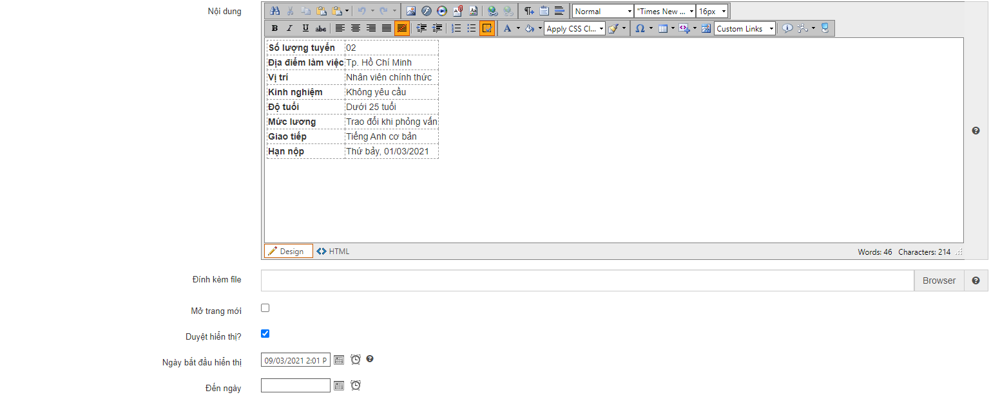 Nội dung
Normal "Times New ... 16px
B I U abc A Apply CSS Cl... Ω Custom Links
Số lượng tuyển 02
Địa điểm làm việc Tp. Hồ Chí Minh
Vị trí Nhân viên chính thức
Kinh nghiệm Không yêu cầu
Độ tuổi Dưới 25 tuổi
Mức lương Trao đổi khi phỏng vấn
Giao tiếp Tiếng Anh cơ bản
Hạn nộp Thứ bảy, 01/03/2021
Design HTML Words: 46 Characters: 214
Đính kèm file Browser
Mở trang mới
Duyệt hiển thị?
Ngày bắt đầu hiển thị 09/03/2021 2:01 P
Đến ngày